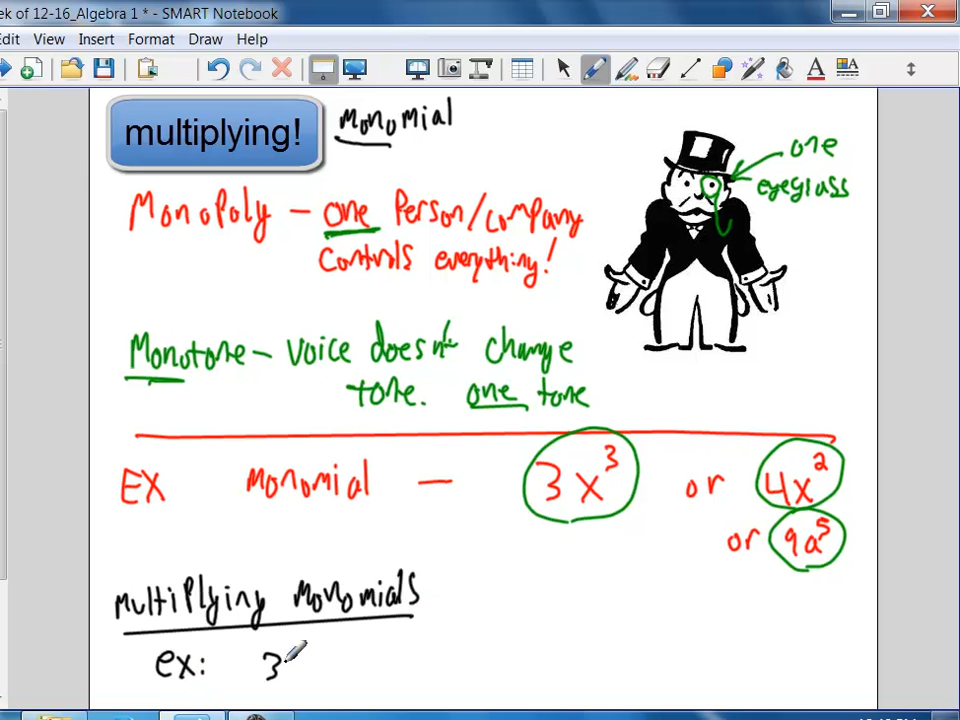 ek of 12-16_Algebra 1 * - SMART Notebook
Edit View Insert Format Draw Help
multiplying! Monomial
one
eyeglass
Monopoly - one Person/company
controls everything!
Monotone - voice doesn't change
tone. one tone
EX Monomial - 3x³ or 4x²
or 9a⁵
Multiplying Monomials
ex: 3